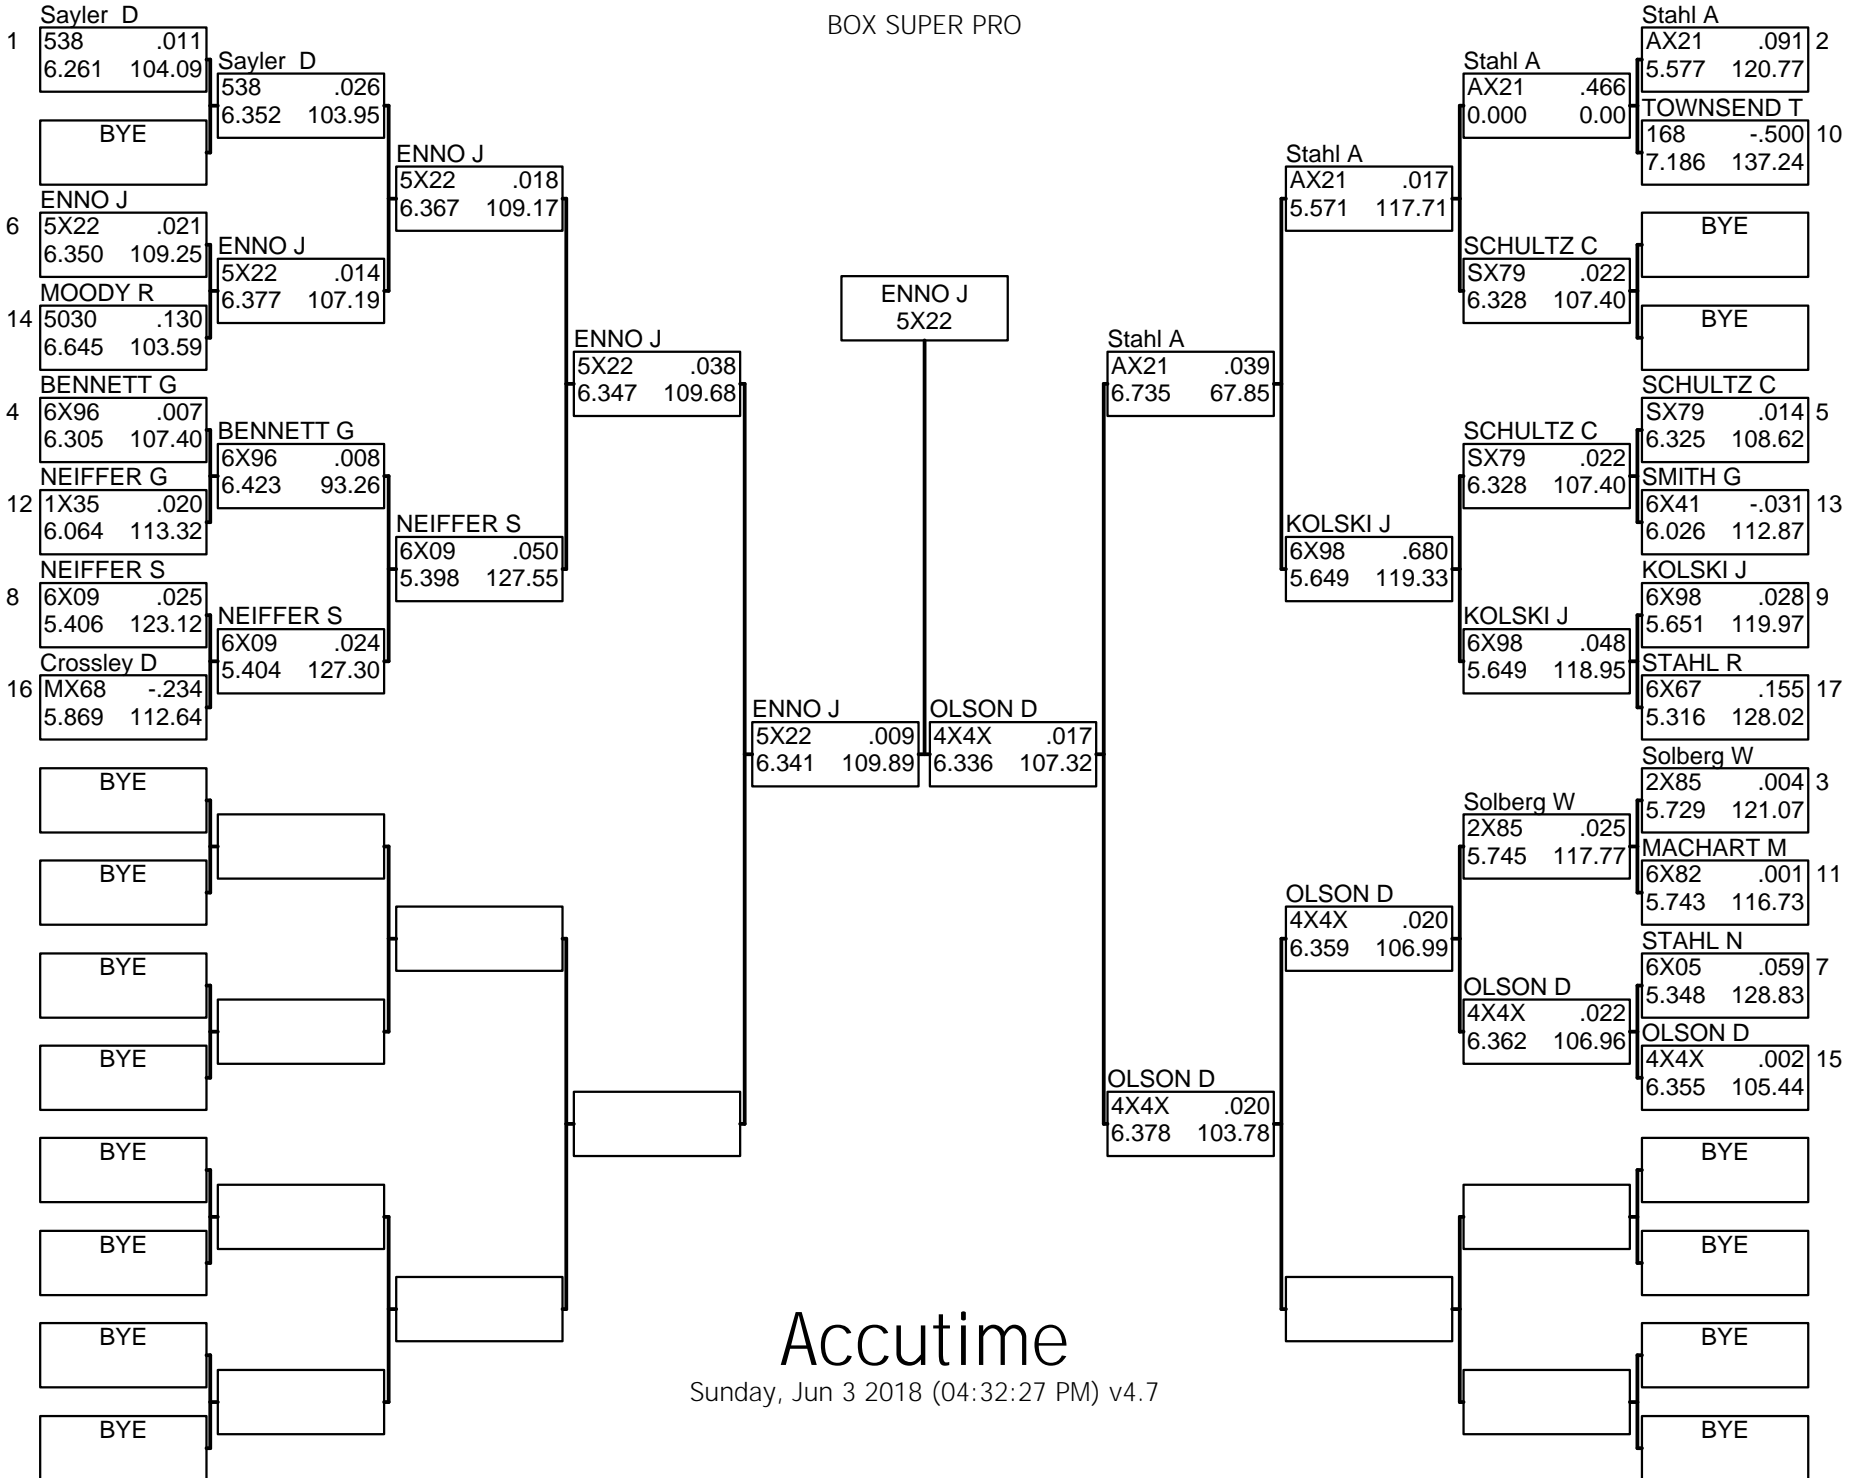 BOX SUPER PRO
Sayler D
1 538 .011
6.261 104.09
BYE
ENNO J
6 5X22 .021
6.350 109.25
MOODY R
14 5030 .130
6.645 103.59
BENNETT G
4 6X96 .007
6.305 107.40
NEIFFER G
12 1X35 .020
6.064 113.32
NEIFFER S
8 6X09 .025
5.406 123.12
Crossley D
16 MX68 -.234
5.869 112.64
BYE
BYE
BYE
BYE
BYE
BYE
BYE
BYE
Sayler D
538 .026
6.352 103.95
ENNO J
5X22 .014
6.377 107.19
BENNETT G
6X96 .008
6.423 93.26
NEIFFER S
6X09 .024
5.404 127.30
ENNO J
5X22 .018
6.367 109.17
NEIFFER S
6X09 .050
5.398 127.55
ENNO J
5X22 .038
6.347 109.68
ENNO J
5X22 .009
6.341 109.89
ENNO J
5X22
OLSON D
4X4X .017
6.336 107.32
Stahl A
AX21 .039
6.735 67.85
OLSON D
4X4X .020
6.378 103.78
Stahl A
AX21 .017
5.571 117.71
KOLSKI J
6X98 .680
5.649 119.33
OLSON D
4X4X .020
6.359 106.99
Stahl A
AX21 .466
0.000 0.00
SCHULTZ C
SX79 .022
6.328 107.40
SCHULTZ C
SX79 .022
6.328 107.40
KOLSKI J
6X98 .048
5.649 118.95
Solberg W
2X85 .025
5.745 117.77
OLSON D
4X4X .022
6.362 106.96
Stahl A
AX21 .091 2
5.577 120.77
TOWNSEND T
168 -.500 10
7.186 137.24
BYE
BYE
SCHULTZ C
SX79 .014 5
6.325 108.62
SMITH G
6X41 -.031 13
6.026 112.87
KOLSKI J
6X98 .028 9
5.651 119.97
STAHL R
6X67 .155 17
5.316 128.02
Solberg W
2X85 .004 3
5.729 121.07
MACHART M
6X82 .001 11
5.743 116.73
STAHL N
6X05 .059 7
5.348 128.83
OLSON D
4X4X .002 15
6.355 105.44
BYE
BYE
BYE
BYE
Accutime
Sunday, Jun 3 2018 (04:32:27 PM) v4.7